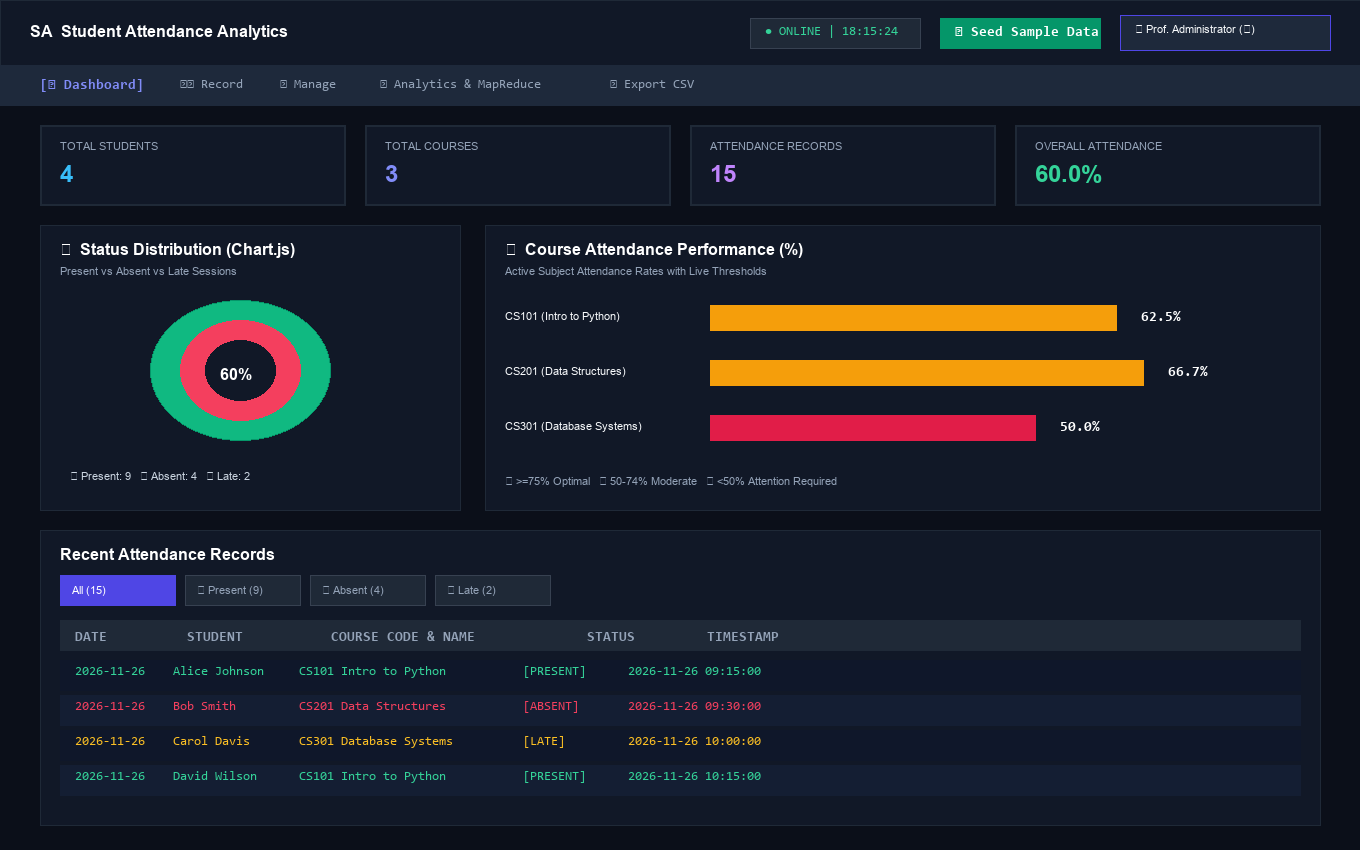 SA Student Attendance Analytics
● ONLINE | 18:15:24
Seed Sample Data
Prof. Administrator ()
[ Dashboard]
Record
Manage
Analytics & MapReduce
Export CSV
TOTAL STUDENTS
4
TOTAL COURSES
3
ATTENDANCE RECORDS
15
OVERALL ATTENDANCE
60.0%
Status Distribution (Chart.js)
Present vs Absent vs Late Sessions
60%
Present: 9 Absent: 4 Late: 2
Course Attendance Performance (%)
Active Subject Attendance Rates with Live Thresholds
CS101 (Intro to Python) 62.5%
CS201 (Data Structures) 66.7%
CS301 (Database Systems) 50.0%
>=75% Optimal 50-74% Moderate <50% Attention Required
Recent Attendance Records
All (15)
Present (9)
Absent (4)
Late (2)
DATE STUDENT COURSE CODE & NAME STATUS TIMESTAMP
2026-11-26 Alice Johnson CS101 Intro to Python [PRESENT] 2026-11-26 09:15:00
2026-11-26 Bob Smith CS201 Data Structures [ABSENT] 2026-11-26 09:30:00
2026-11-26 Carol Davis CS301 Database Systems [LATE] 2026-11-26 10:00:00
2026-11-26 David Wilson CS101 Intro to Python [PRESENT] 2026-11-26 10:15:00